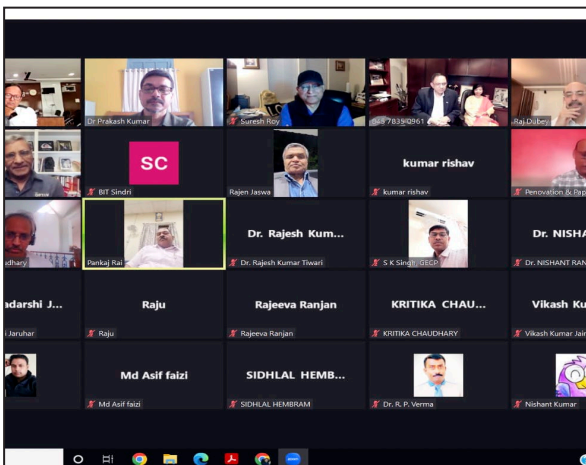 Dr Prakash Kumar
Suresh Roy
Raj Dubey
SC
BIT Sindri
Rajen Jaswa
kumar rishav
kumar rishav
Penovation & Pap
udhary
Pankaj Rai
Dr. Rajesh Kum...
Dr. Rajesh Kumar Tiwari
S K Singh, GECP
Dr. NISHA
Dr. NISHANT RAN
adarshi J...
i Jaruhar
Raju
Raju
Rajeeva Ranjan
Rajeeva Ranjan
KRITIKA CHAU...
KRITIKA CHAUDHARY
Vikash Ku
Vikash Kumar Jain
Md Asif faizi
Md Asif faizi
SIDHLAL HEMB...
SIDHLAL HEMBRAM
Dr. R. P. Verma
Nishant Kumar
zoom